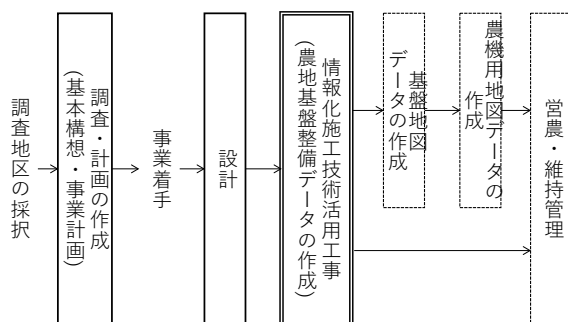 調査地区の採択
調査・計画の作成
(基本構想・事業計画)
事業着手
設計
情報化施工技術活用工事
(農地基盤整備データの作成)
基盤地図
データの作成
農機用地図データの
作成
営農・維持管理